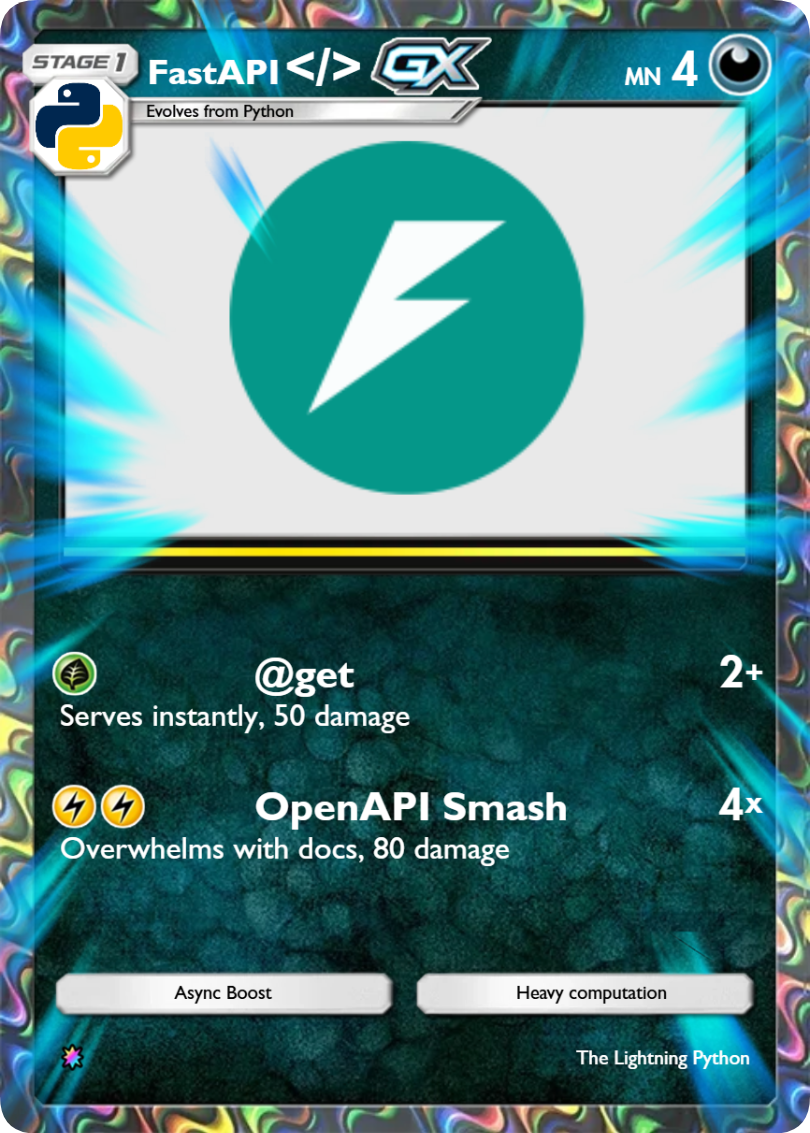 STAGE 1
FastAPI </> GX
MN 4
Evolves from Python
@get 2+
Serves instantly, 50 damage
OpenAPI Smash 4x
Overwhelms with docs, 80 damage
Async Boost
Heavy computation
The Lightning Python